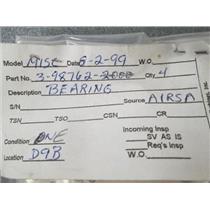 Model MISC Date 6-2-99 W.O.
Part No. 3-98762-2000 Qty 4
Description BEARING
S/N Source AIRSA
TSN TSO CSN CR
Condition NE Incoming Insp
SV AS IS
Location D9B Req's Insp
W.O.